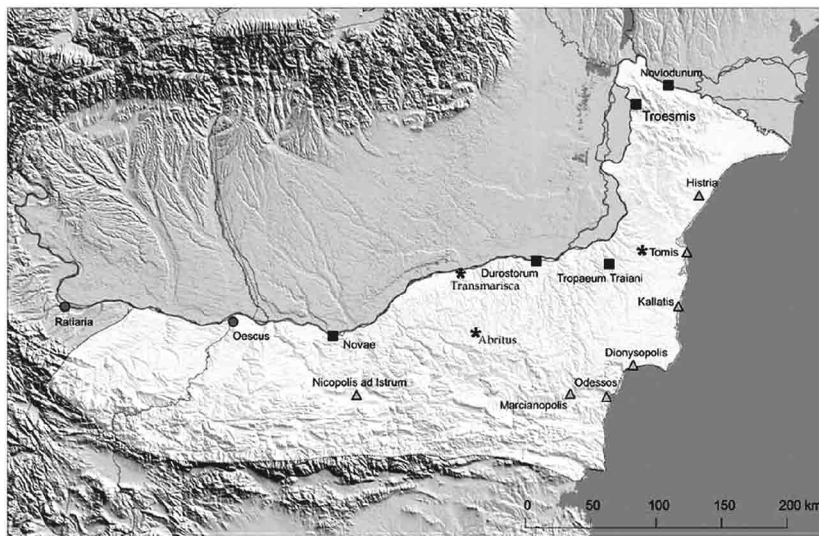 Noviodunum
Troesmis
Histria
Tomis
Durostorum
Tropaeum Traiani
Transmarisca
Kallatis
Ratiaria
Oescus
Novae
Abritus
Dionysopolis
Nicopolis ad Istrum
Odessos
Marcianopolis
0 50 100 200 km